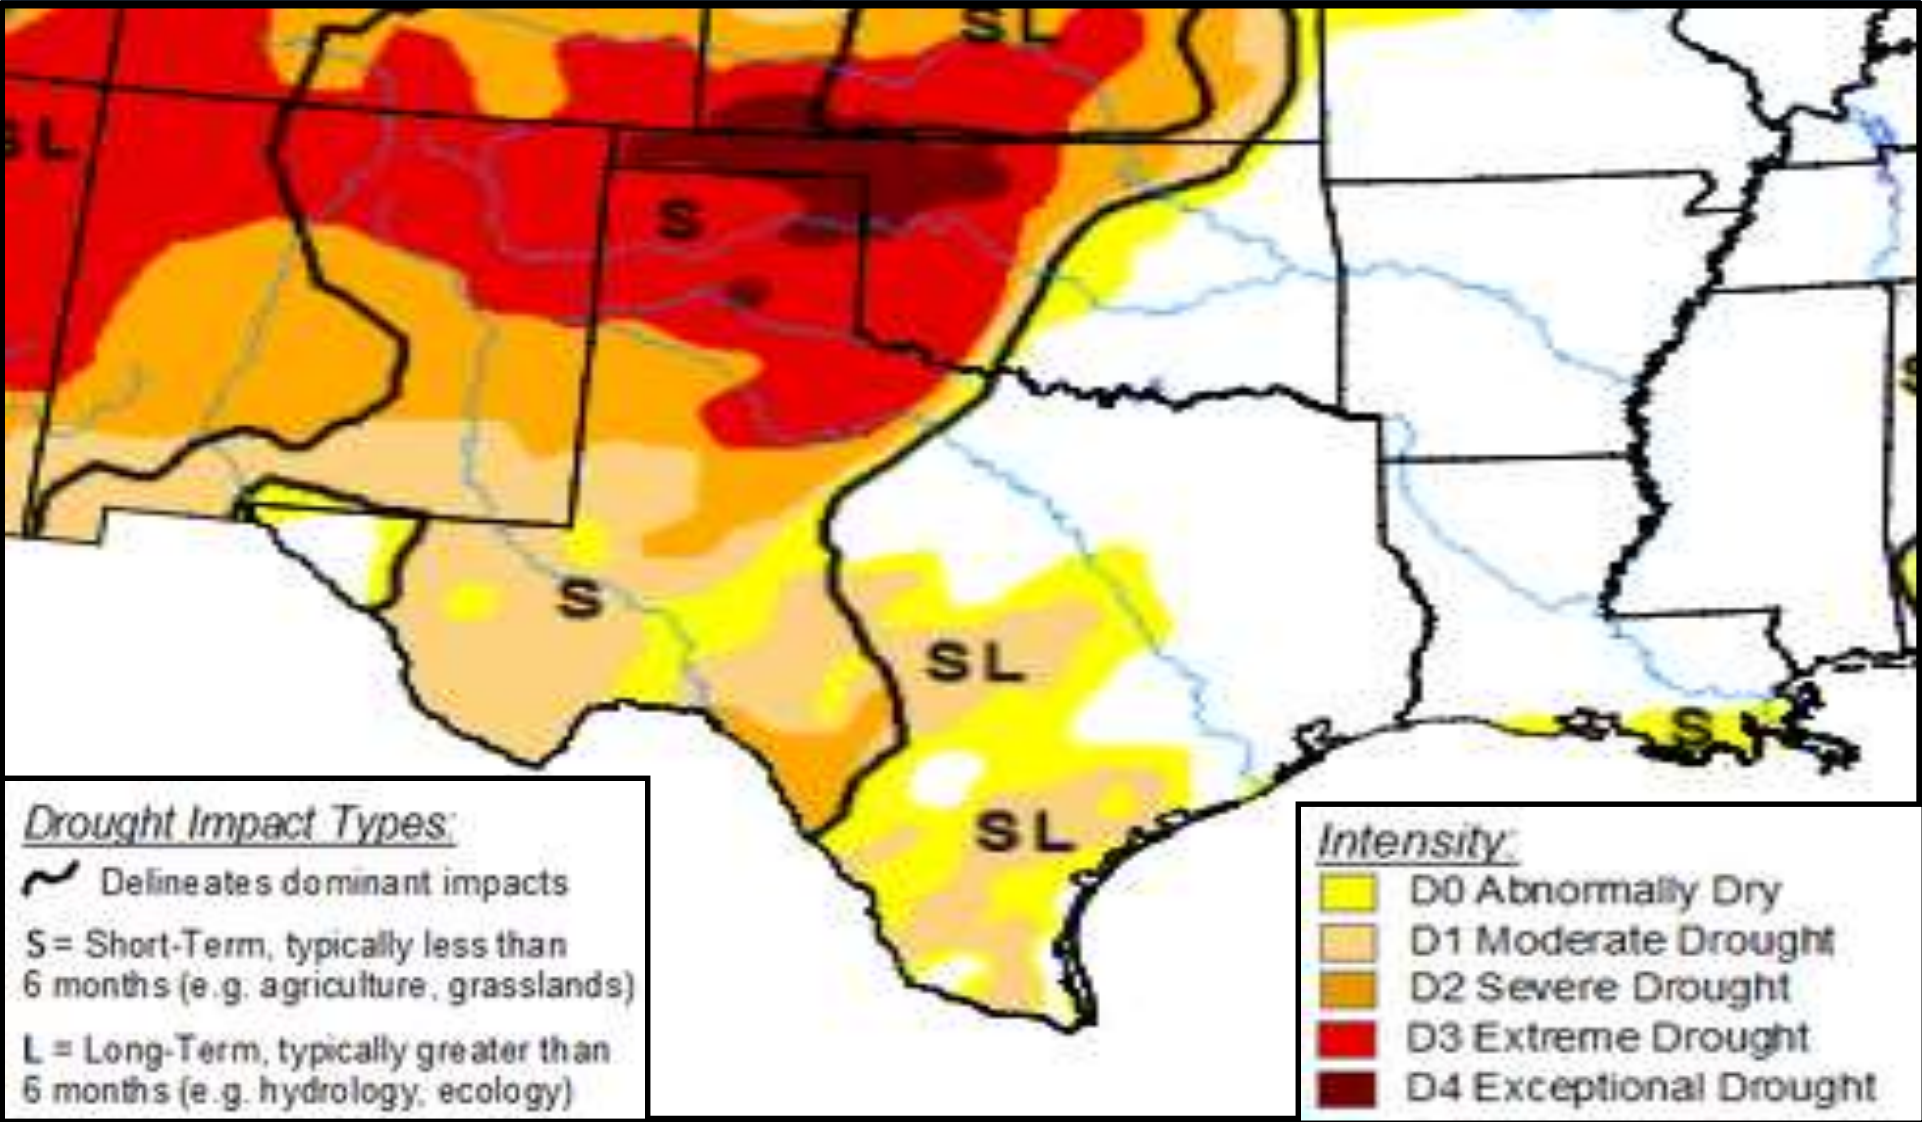 SL
SL
S
S
SL
SL
S
S
Drought Impact Types:
Delineates dominant impacts
S = Short-Term, typically less than
6 months (e.g. agriculture, grasslands)
L = Long-Term, typically greater than
6 months (e.g. hydrology, ecology)
Intensity:
D0 Abnormally Dry
D1 Moderate Drought
D2 Severe Drought
D3 Extreme Drought
D4 Exceptional Drought